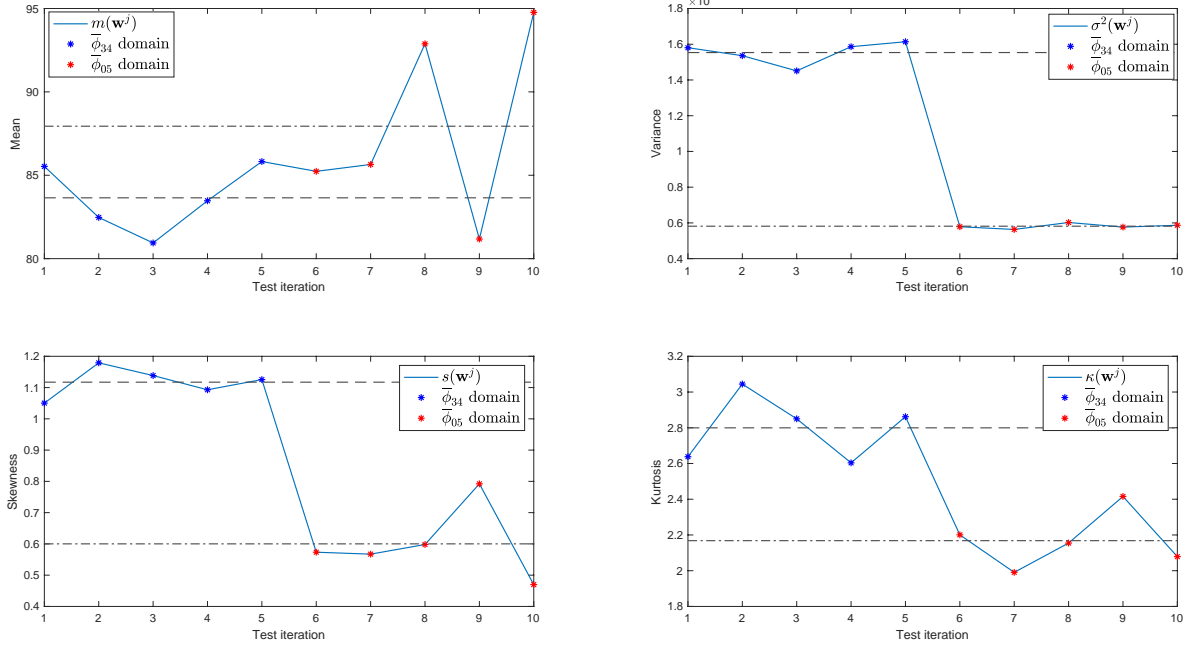 95
90
85
80
Mean
1 2 3 4 5 6 7 8 9 10
Test iteration
m(𝐰ʲ)
ϕ̅₃₄ domain
ϕ̅₀₅ domain
×10
1.8
1.6
1.4
1.2
1
0.8
0.6
0.4
Variance
1 2 3 4 5 6 7 8 9 10
Test iteration
σ²(𝐰ʲ)
ϕ̅₃₄ domain
ϕ̅₀₅ domain
1.2
1.1
1
0.9
0.8
0.7
0.6
0.5
0.4
Skewness
1 2 3 4 5 6 7 8 9 10
Test iteration
s(𝐰ʲ)
ϕ̅₃₄ domain
ϕ̅₀₅ domain
3.2
3
2.8
2.6
2.4
2.2
2
1.8
Kurtosis
1 2 3 4 5 6 7 8 9 10
Test iteration
κ(𝐰ʲ)
ϕ̅₃₄ domain
ϕ̅₀₅ domain